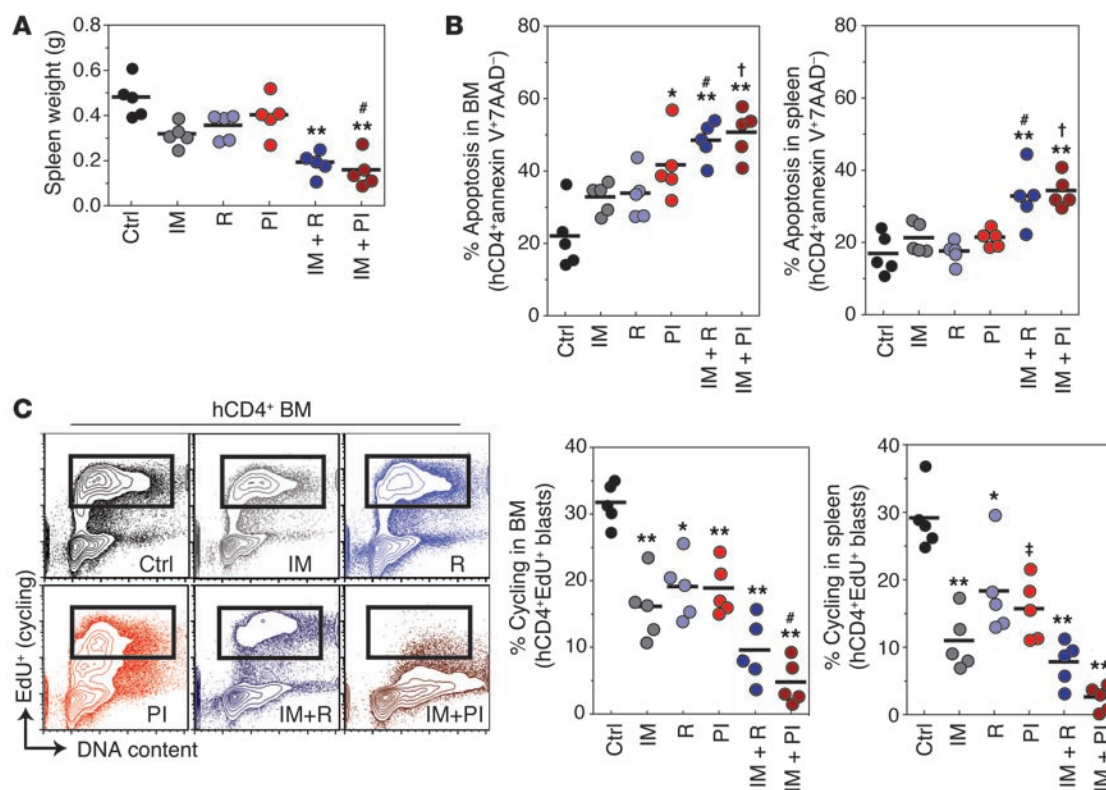 A
Spleen weight (g)
0.8
0.6
0.4
0.2
0.0
**
#
**
Ctrl
IM
R
PI
IM + R
IM + PI
B
% Apoptosis in BM
(hCD4⁺annexin V⁺7AAD⁻)
80
60
40
20
0
*
#
**
†
**
Ctrl
IM
R
PI
IM + R
IM + PI
% Apoptosis in spleen
(hCD4⁺annexin V⁺7AAD⁻)
80
60
40
20
0
#
**
†
**
Ctrl
IM
R
PI
IM + R
IM + PI
C
hCD4⁺ BM
Ctrl
IM
R
PI
IM+R
IM+PI
EdU⁺ (cycling)
DNA content
% Cycling in BM
(hCD4⁺EdU⁺ blasts)
40
30
20
10
0
**
*
**
**
#
**
Ctrl
IM
R
PI
IM + R
IM + PI
% Cycling in spleen
(hCD4⁺EdU⁺ blasts)
40
30
20
10
0
**
*
‡
**
**
Ctrl
IM
R
PI
IM + R
IM + PI